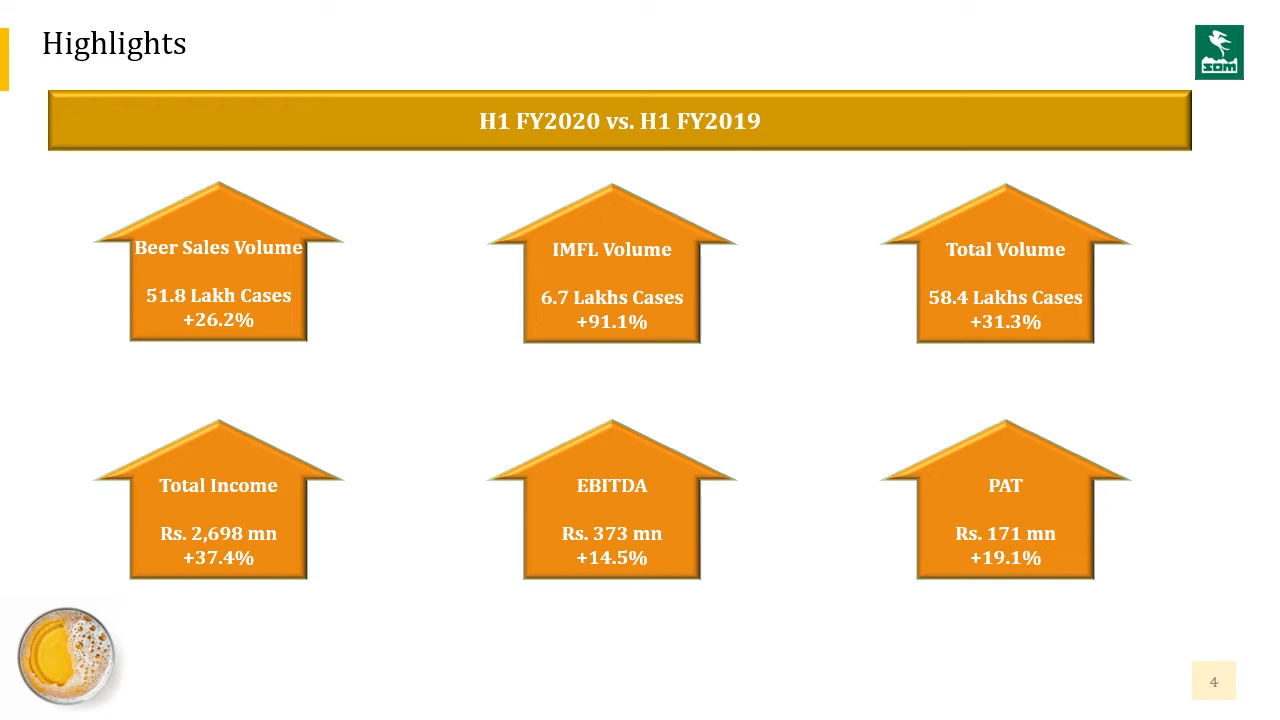 Highlights
som
H1 FY2020 vs. H1 FY2019
Beer Sales Volume
51.8 Lakh Cases
+26.2%
IMFL Volume
6.7 Lakhs Cases
+91.1%
Total Volume
58.4 Lakhs Cases
+31.3%
Total Income
Rs. 2,698 mn
+37.4%
EBITDA
Rs. 373 mn
+14.5%
PAT
Rs. 171 mn
+19.1%
4